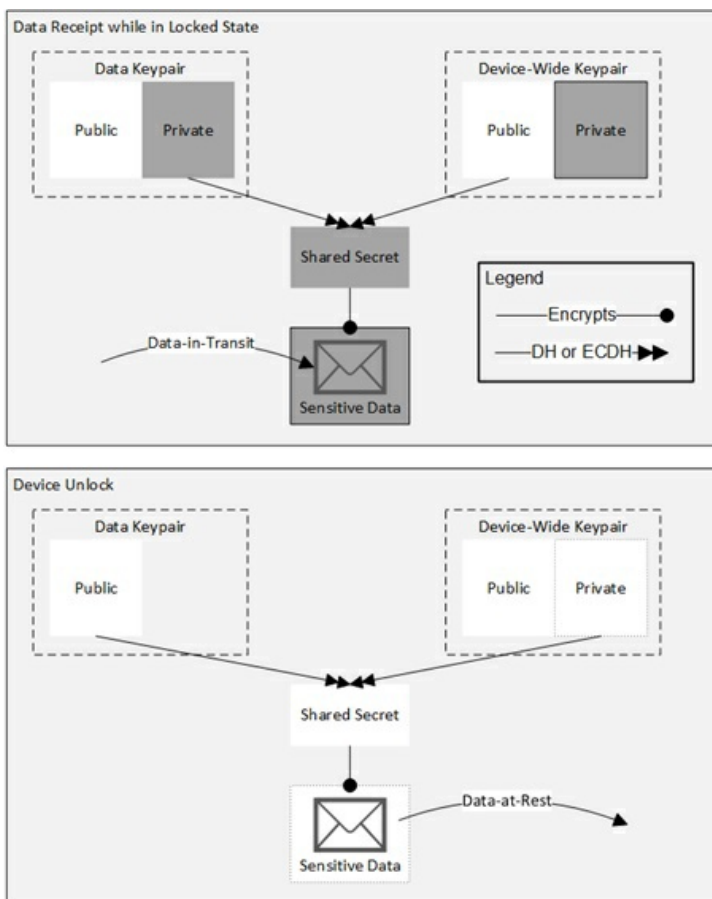 Data Receipt while in Locked State
Data Keypair
Device-Wide Keypair
Public
Private
Public
Private
Shared Secret
Legend
Encrypts
DH or ECDH
Data-in-Transit
Sensitive Data
Device Unlock
Data Keypair
Device-Wide Keypair
Public
Public
Private
Shared Secret
Data-at-Rest
Sensitive Data